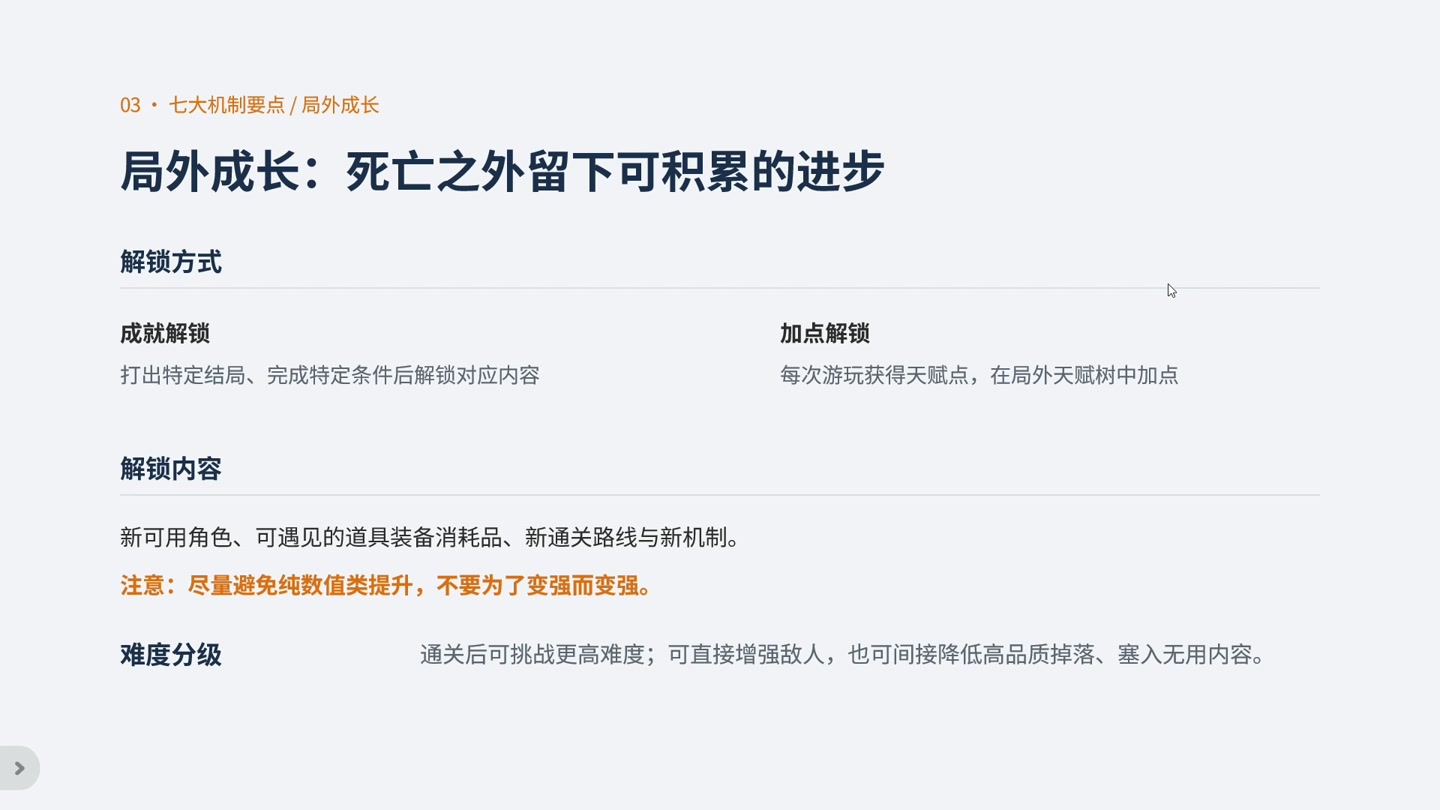 03 · 七大机制要点 / 局外成长
局外成长：死亡之外留下可积累的进步
解锁方式
成就解锁
打出特定结局、完成特定条件后解锁对应内容
加点解锁
每次游玩获得天赋点，在局外天赋树中加点
解锁内容
新可用角色、可遇见的道具装备消耗品、新通关路线与新机制。
注意：尽量避免纯数值类提升，不要为了变强而变强。
难度分级
通关后可挑战更高难度；可直接增强敌人，也可间接降低高品质掉落、塞入无用内容。